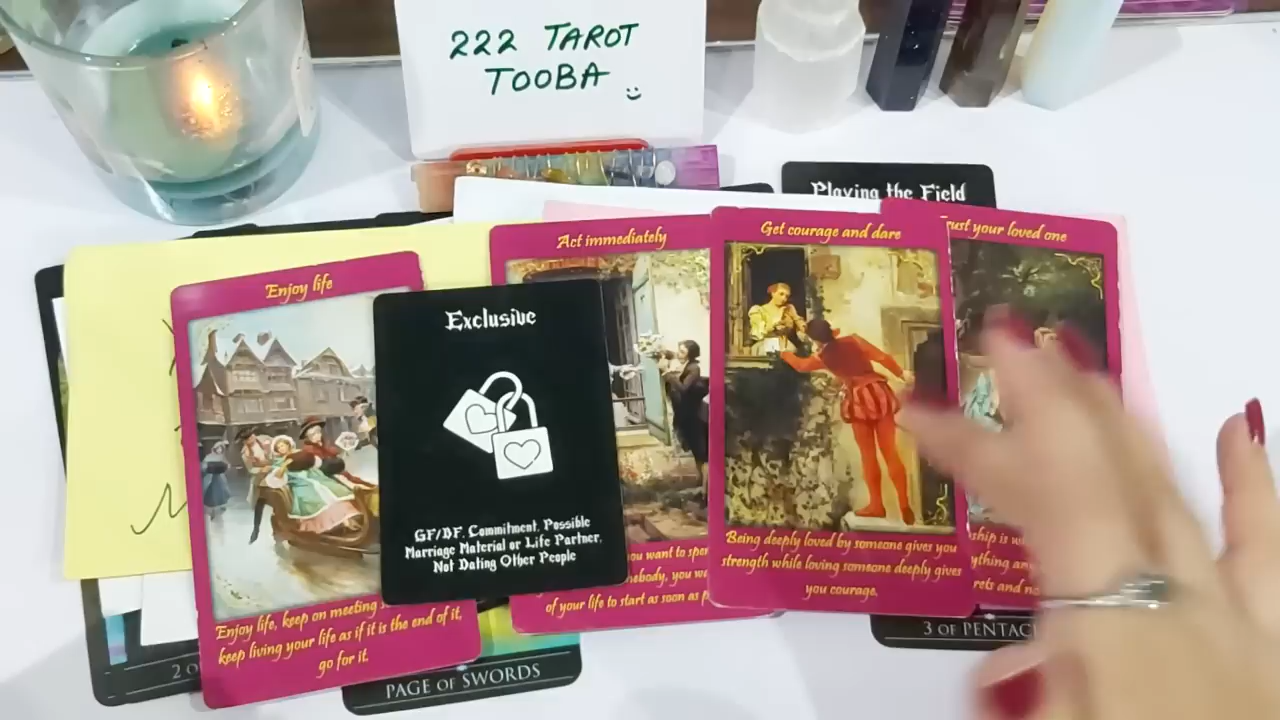 222 TAROT
TOOBA
Playing the Field
Enjoy life
Exclusive
Act immediately
Get courage and dare
your loved one
GF/BF, Commitment, Possible
Marriage Material or Life Partner,
Not Dating Other People
Enjoy life, keep on meeting
keep living your life as if it is the end of it,
go for it.
you want to
you
of your life to start as soon as
Being deeply loved by someone gives you
strength while loving someone deeply gives
you courage.
and
2
PAGE OF SWORDS
3 OF